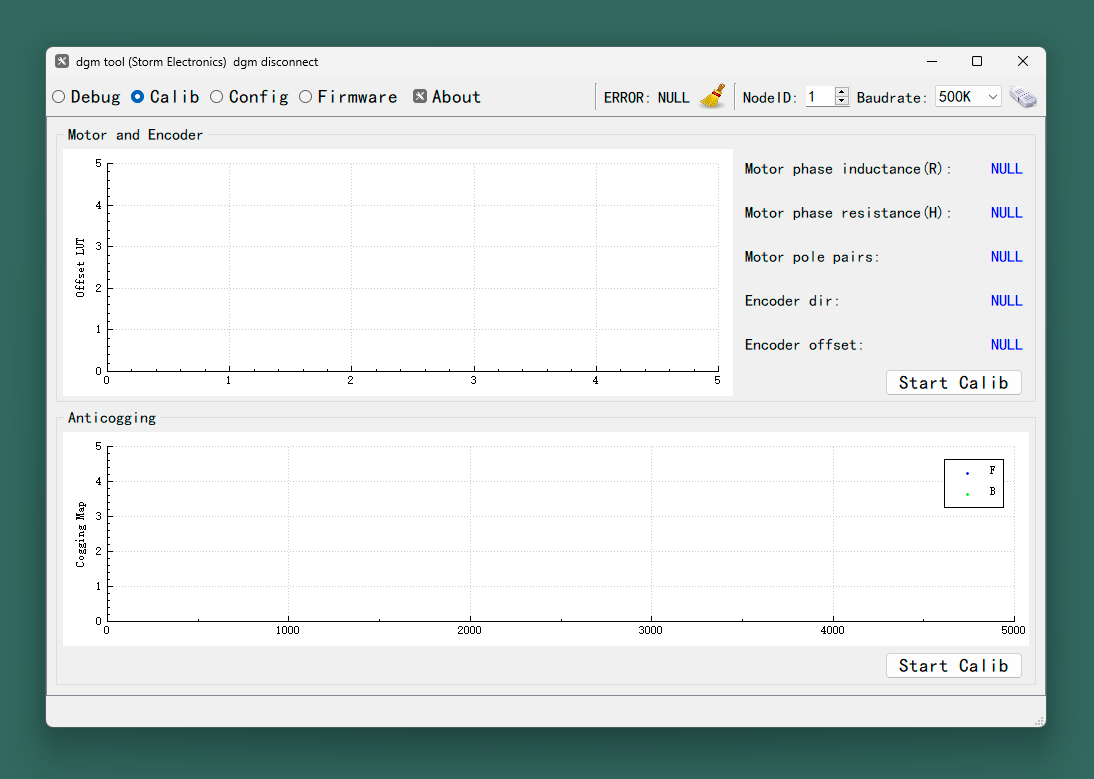 dgm tool (Storm Electronics) dgm disconnect
Debug Calib Config Firmware About ERROR: NULL NodeID: 1 Baudrate: 500K
Motor and Encoder
5
4
3
2
1
0
Offset LUT
0 1 2 3 4 5
Motor phase inductance(R): NULL
Motor phase resistance(H): NULL
Motor pole pairs: NULL
Encoder dir: NULL
Encoder offset: NULL
Start Calib
Anticogging
5
4
3
2
1
0
Cogging Map
0 1000 2000 3000 4000 5000
F
B
Start Calib